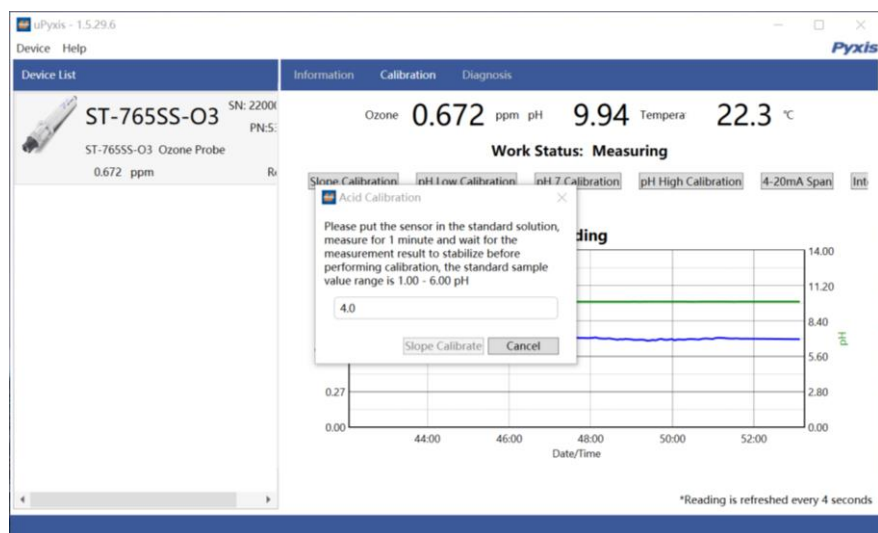 uPyxis - 1.5.29.6
Device Help
Pyxis
Device List
Information Calibration Diagnosis
ST-765SS-O3
SN: 2200
PN:5
ST-765SS-O3 Ozone Probe
0.672 ppm
Ozone 0.672 ppm pH 9.94 Tempera 22.3 ℃
Work Status: Measuring
Slope Calibration pH Low Calibration pH 7 Calibration pH High Calibration 4-20mA Span Int
Acid Calibration
Please put the sensor in the standard solution,
measure for 1 minute and wait for the
measurement result to stabilize before
performing calibration, the standard sample
value range is 1.00 - 6.00 pH
4.0
Slope Calibrate Cancel
ding
14.00
11.20
8.40
pH
5.60
0.27
2.80
0.00
0.00
44:00 46:00 48:00 50:00 52:00
Date/Time
*Reading is refreshed every 4 seconds